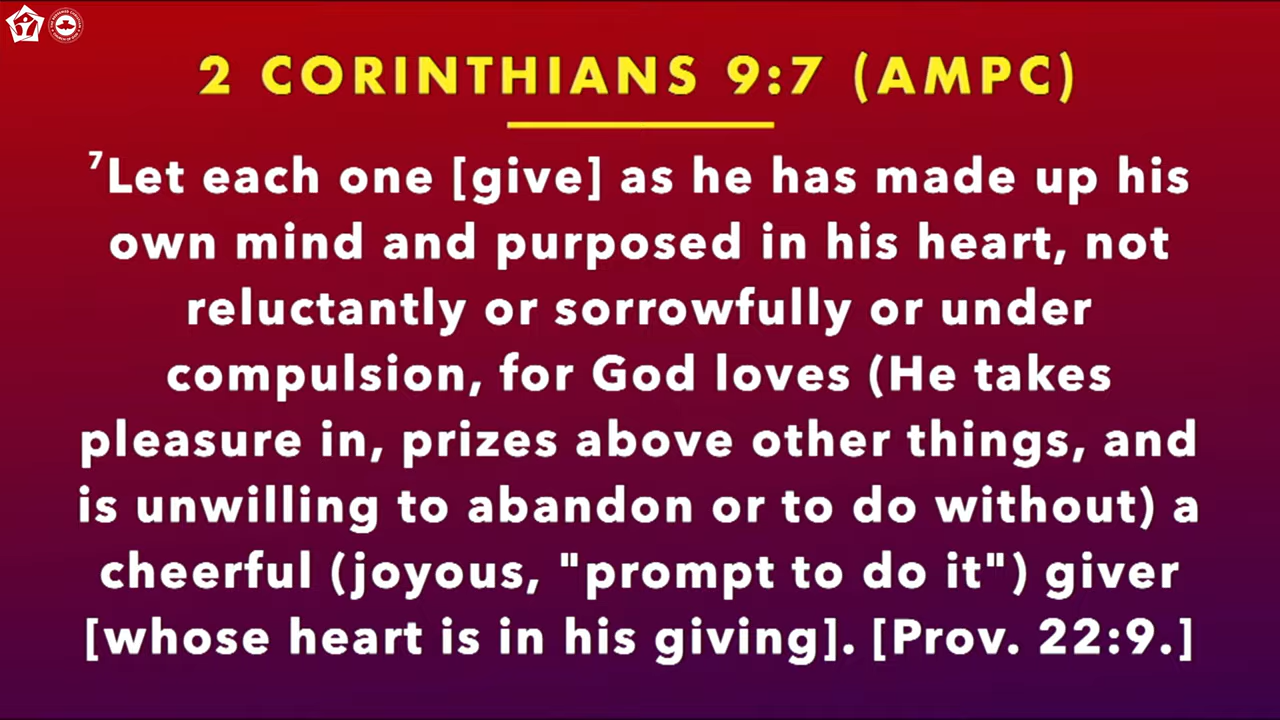 2 CORINTHIANS 9:7 (AMPC)
⁷Let each one [give] as he has made up his
own mind and purposed in his heart, not
reluctantly or sorrowfully or under
compulsion, for God loves (He takes
pleasure in, prizes above other things, and
is unwilling to abandon or to do without) a
cheerful (joyous, "prompt to do it") giver
[whose heart is in his giving]. [Prov. 22:9.]